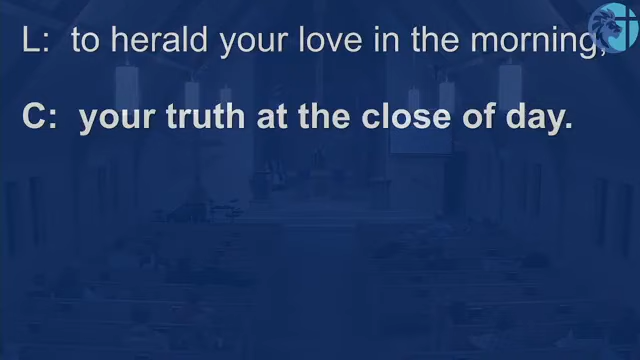 L: to herald your love in the morning,
C: your truth at the close of day.